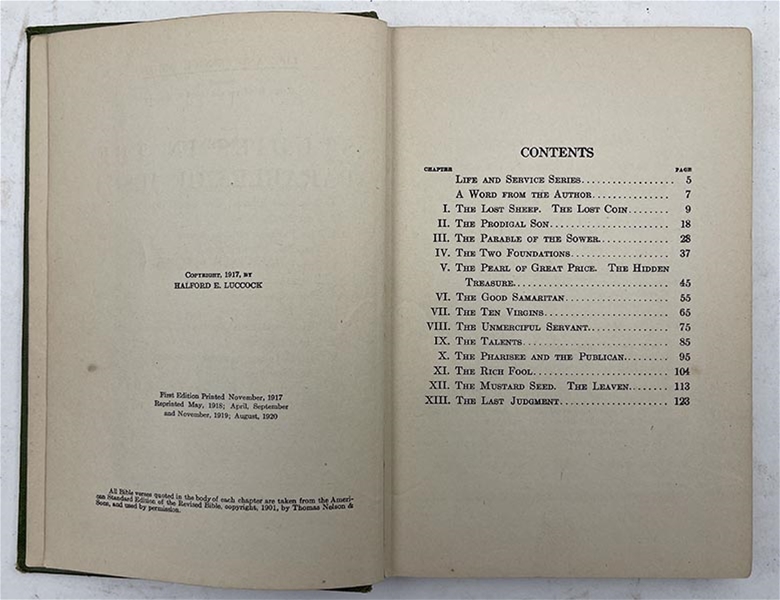 COPYRIGHT, 1917, BY
HALFORD E. LUCCOCK
First Edition Printed November, 1917
Reprinted May, 1918; April, September
and November, 1919; August, 1920
All Bible verses quoted in the body of each chapter are taken from the Ameri-
can Standard Edition of the Revised Bible, copyright, 1901, by Thomas Nelson &
Sons, and used by permission.
CONTENTS
CHAPTER PAGE
LIFE AND SERVICE SERIES.................. 5
A WORD FROM THE AUTHOR................ 7
I. THE LOST SHEEP. THE LOST COIN........ 9
II. THE PRODIGAL SON........................ 18
III. THE PARABLE OF THE SOWER.............. 28
IV. THE TWO FOUNDATIONS.................... 37
V. THE PEARL OF GREAT PRICE. THE HIDDEN
TREASURE............................... 45
VI. THE GOOD SAMARITAN..................... 55
VII. THE TEN VIRGINS......................... 65
VIII. THE UNMERCIFUL SERVANT................ 75
IX. THE TALENTS............................. 85
X. THE PHARISEE AND THE PUBLICAN......... 95
XI. THE RICH FOOL........................... 104
XII. THE MUSTARD SEED. THE LEAVEN........ 113
XIII. THE LAST JUDGMENT...................... 123